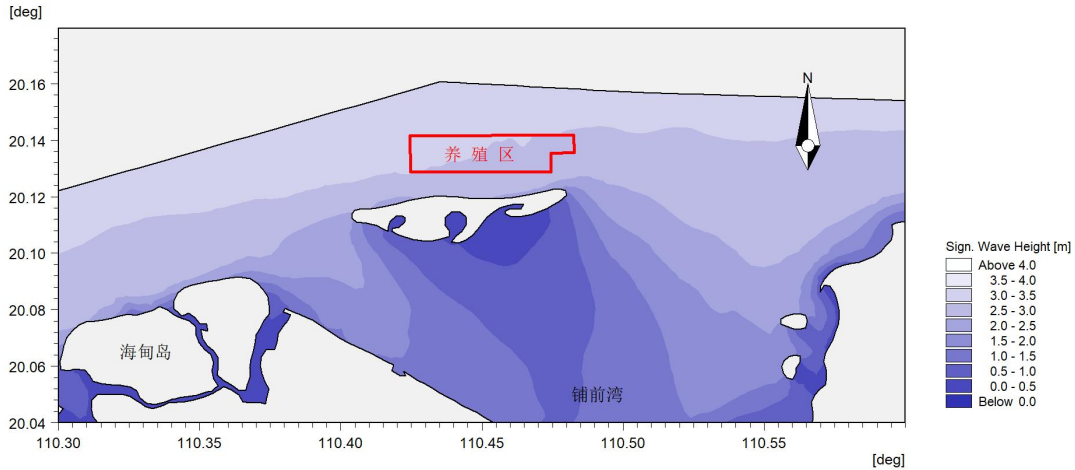 [deg]
20.16
20.14
20.12
20.10
20.08
20.06
20.04
110.30 110.35 110.40 110.45 110.50 110.55
[deg]
N
养 殖 区
海甸岛
铺前湾
Sign. Wave Height [m]
Above 4.0
3.5 - 4.0
3.0 - 3.5
2.5 - 3.0
2.0 - 2.5
1.5 - 2.0
1.0 - 1.5
0.5 - 1.0
0.0 - 0.5
Below 0.0